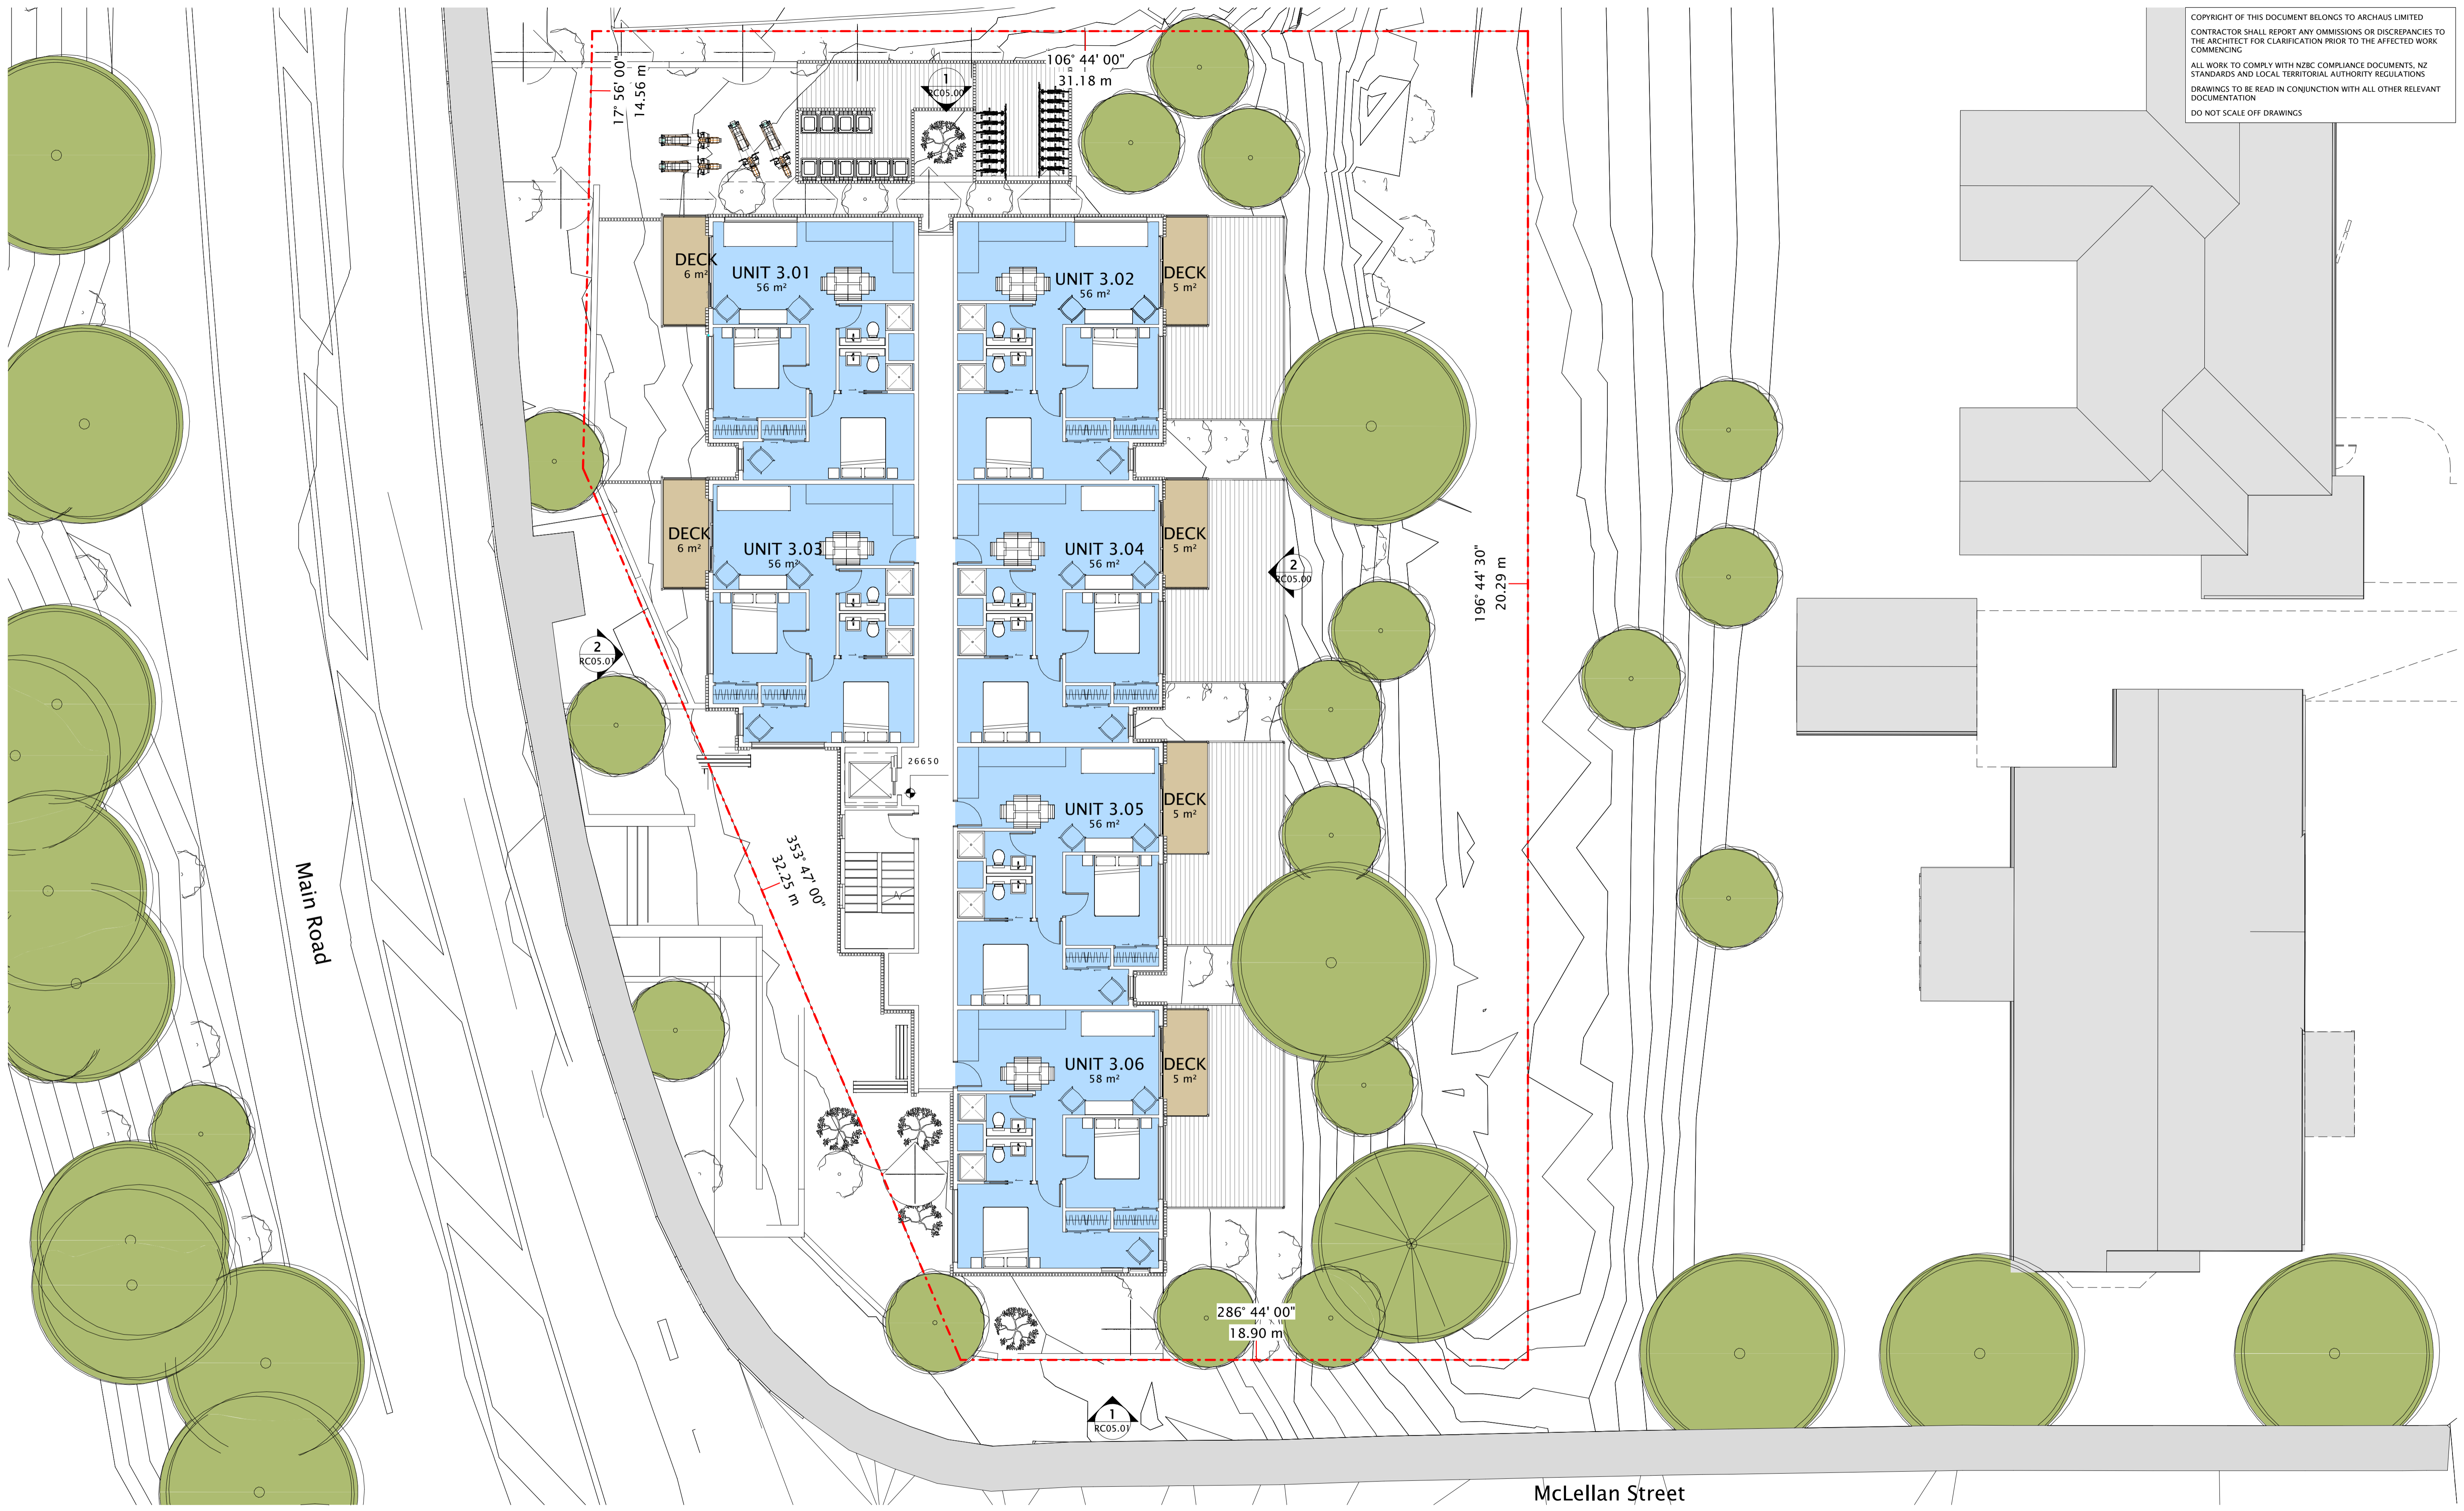 COPYRIGHT OF THIS DOCUMENT BELONGS TO ARCHAUS LIMITED
CONTRACTOR SHALL REPORT ANY OMMISSIONS OR DISCREPANCIES TO
THE ARCHITECT FOR CLARIFICATION PRIOR TO THE AFFECTED WORK
COMMENCING
ALL WORK TO COMPLY WITH NZBC COMPLIANCE DOCUMENTS, NZ
STANDARDS AND LOCAL TERRITORIAL AUTHORITY REGULATIONS
DRAWINGS TO BE READ IN CONJUNCTION WITH ALL OTHER RELEVANT
DOCUMENTATION
DO NOT SCALE OFF DRAWINGS
17° 56' 00"
14.56 m
1
RC05.00
106° 44' 00"
31.18 m
DECK
6 m²
UNIT 3.01
56 m²
UNIT 3.02
56 m²
DECK
5 m²
DECK
6 m²
UNIT 3.03
56 m²
UNIT 3.04
56 m²
DECK
5 m²
2
RC05.00
196° 44' 30"
20.29 m
2
RC05.01
26650
UNIT 3.05
56 m²
DECK
5 m²
353° 47' 00"
32.25 m
Main Road
UNIT 3.06
58 m²
DECK
5 m²
286° 44' 00"
18.90 m
1
RC05.01
McLellan Street